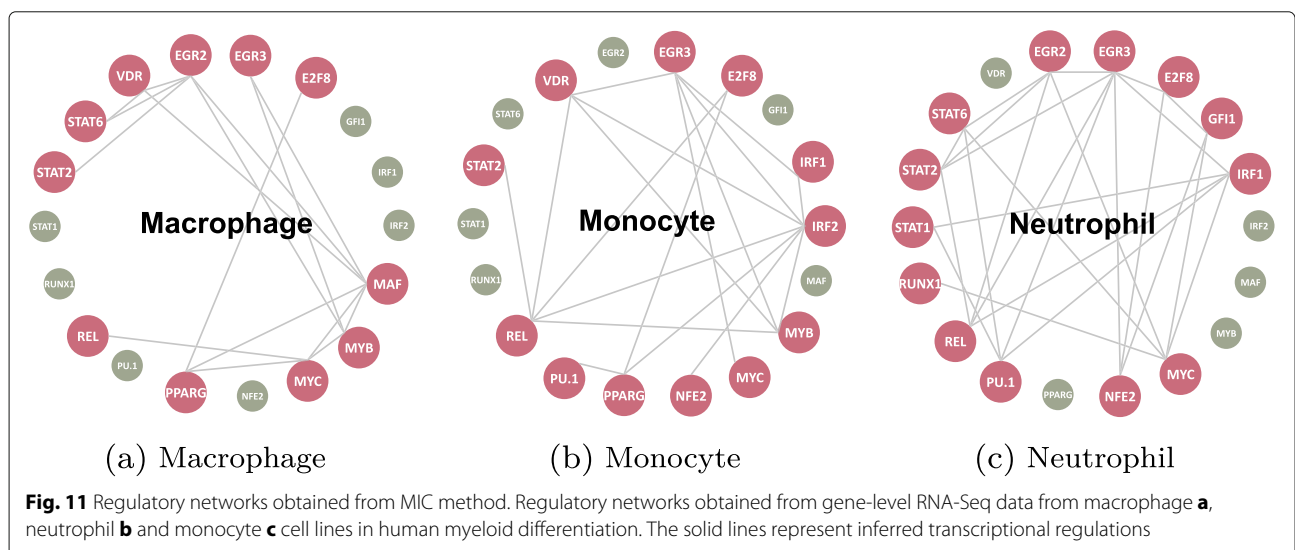 EGR2
EGR3
VDR
E2F8
STAT6
GFI1
STAT2
IRF1
STAT1
Macrophage
IRF2
RUNX1
MAF
REL
MYB
PU.1
MYC
PPARG
NFE2
(a) Macrophage
EGR2
EGR3
VDR
E2F8
STAT6
GFI1
STAT2
IRF1
STAT1
Monocyte
IRF2
RUNX1
MAF
REL
MYB
PU.1
MYC
PPARG
NFE2
(b) Monocyte
EGR2
EGR3
VDR
E2F8
STAT6
GFI1
STAT2
IRF1
STAT1
Neutrophil
IRF2
RUNX1
MAF
REL
MYB
PU.1
MYC
PPARG
NFE2
(c) Neutrophil
Fig. 11 Regulatory networks obtained from MIC method. Regulatory networks obtained from gene-level RNA-Seq data from macrophage a,
neutrophil b and monocyte c cell lines in human myeloid differentiation. The solid lines represent inferred transcriptional regulations